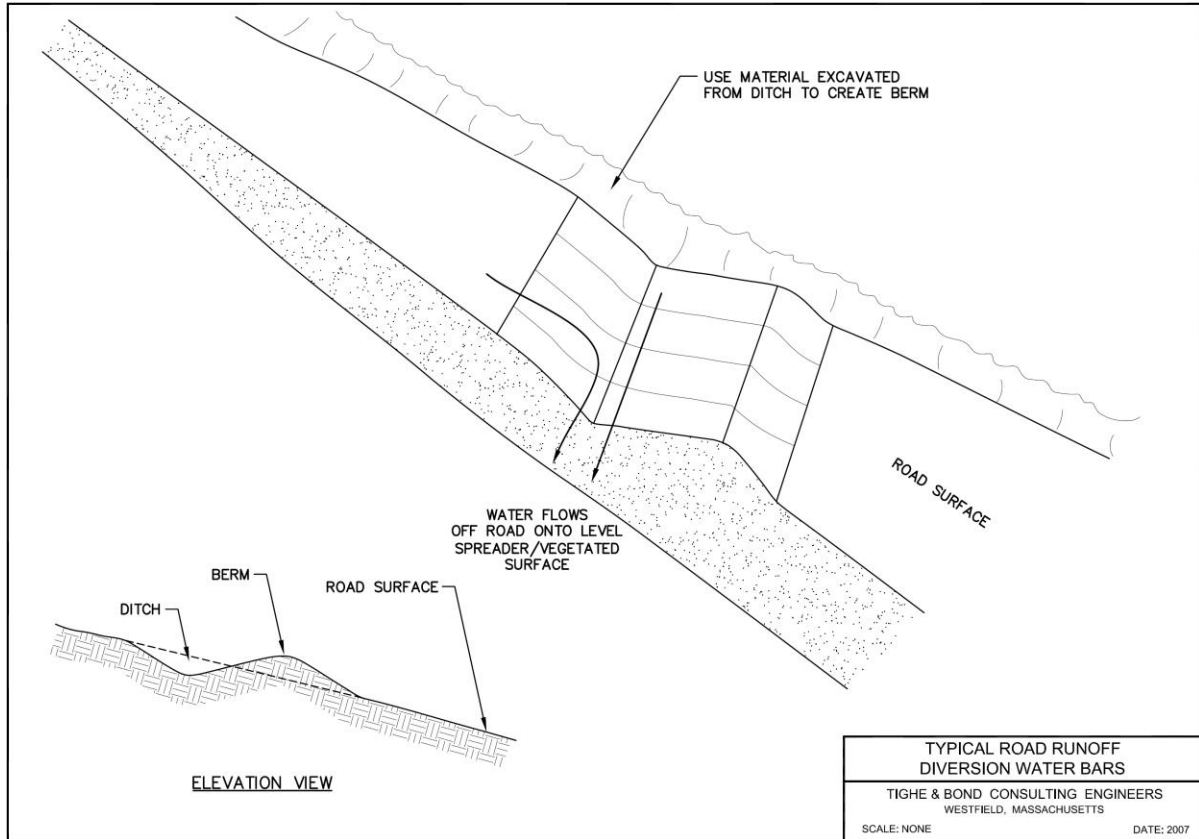 USE MATERIAL EXCAVATED
FROM DITCH TO CREATE BERM
ROAD SURFACE
WATER FLOWS
OFF ROAD ONTO LEVEL
SPREADER/VEGETATED
SURFACE
BERM
ROAD SURFACE
DITCH
ELEVATION VIEW
TYPICAL ROAD RUNOFF
DIVERSION WATER BARS
TIGHE & BOND CONSULTING ENGINEERS
WESTFIELD, MASSACHUSETTS
SCALE: NONE DATE: 2007